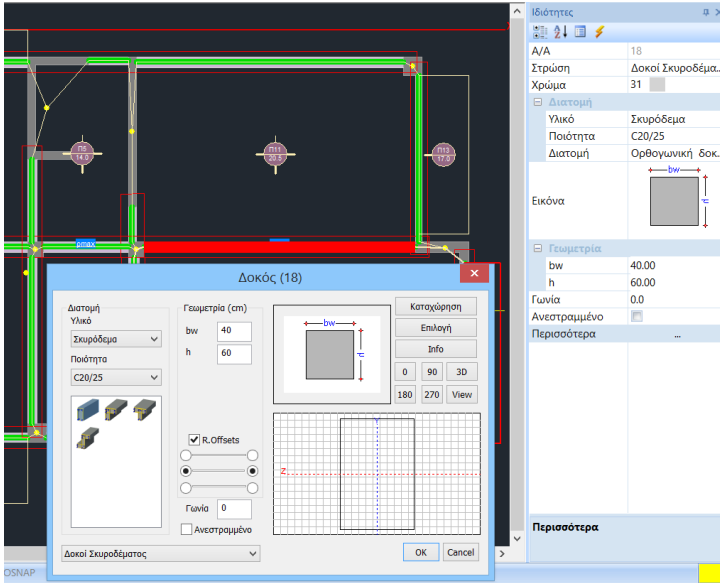 Ιδιότητες
Α/Α 18
Στρώση Δοκοί Σκυροδέμα..
Χρώμα 31
Διατομή
Υλικό Σκυρόδεμα
Ποιότητα C20/25
Διατομή Ορθογωνική δοκ..
Εικόνα
bw
h
Γεωμετρία
bw 40.00
h 60.00
Γωνία 0.0
Ανεστραμμένο
Περισσότερα ...
Περισσότερα
Π5
14.0
Π11
20.5
Π13
17.0
pmax
Δοκός (18)
Διατομή
Υλικό
Σκυρόδεμα
Ποιότητα
C20/25
Δοκοί Σκυροδέματος
Γεωμετρία (cm)
bw 40
h 60
R.Offsets
Γωνία 0
Ανεστραμμένο
bw
h
Καταχώρηση
Επιλογή
Info
0 90 3D
180 270 View
Y
Z
OK Cancel
OSNAP